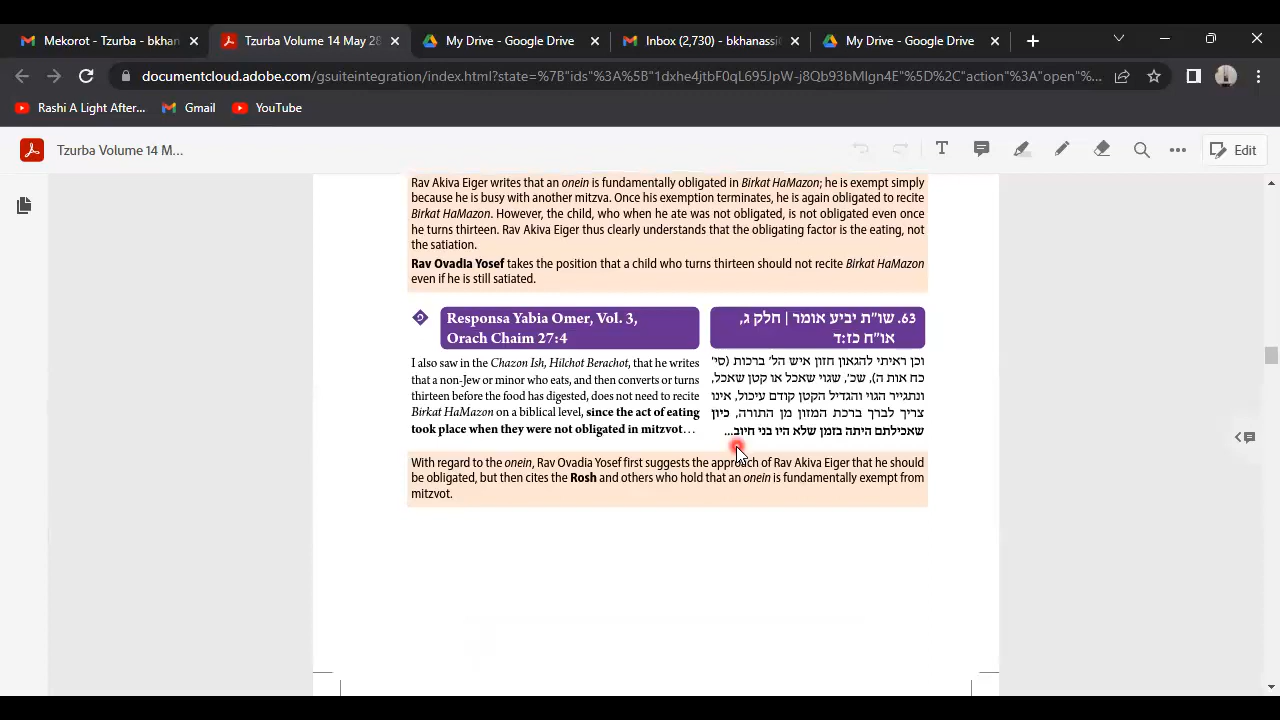 Mekorot - Tzurba - bkhan
Tzurba Volume 14 May 28
My Drive - Google Drive
Inbox (2,730) - bkhanassi
My Drive - Google Drive
documentcloud.adobe.com/gsuiteintegration/index.html?state=%7B"ids"%3A%5B"1dxhe4jtbF0qL695JpW-j8Qb93bMlgn4E"%5D%2C"action"%3A"open"%...
Rashi A Light After...
Gmail
YouTube
Tzurba Volume 14 M...
Edit
Rav Akiva Eiger writes that an onein is fundamentally obligated in Birkat HaMazon; he is exempt simply
because he is busy with another mitzva. Once his exemption terminates, he is again obligated to recite
Birkat HaMazon. However, the child, who when he ate was not obligated, is not obligated even once
he turns thirteen. Rav Akiva Eiger thus clearly understands that the obligating factor is the eating, not
the satiation.
Rav Ovadia Yosef takes the position that a child who turns thirteen should not recite Birkat HaMazon
even if he is still satiated.
Responsa Yabia Omer, Vol. 3,
Orach Chaim 27:4
I also saw in the Chazon Ish, Hilchot Berachot, that he writes
that a non-Jew or minor who eats, and then converts or turns
thirteen before the food has digested, does not need to recite
Birkat HaMazon on a biblical level, since the act of eating
took place when they were not obligated in mitzvot...
63. שו"ת יביע אומר | חלק ג,
או"ח כז:ד
וכן ראיתי להגאון חזון איש הל' ברכות (סי'
כח אות ה), שכ', שגוי שאכל או קטן שאכל,
ונתגייר הגוי והגדיל הקטן קודם עיכול, אינו
צריך לברך ברכת המזון מן התורה, כיון
שאכילתם היתה בזמן שלא היו בני חיוב...
With regard to the onein, Rav Ovadia Yosef first suggests the approach of Rav Akiva Eiger that he should
be obligated, but then cites the Rosh and others who hold that an onein is fundamentally exempt from
mitzvot.